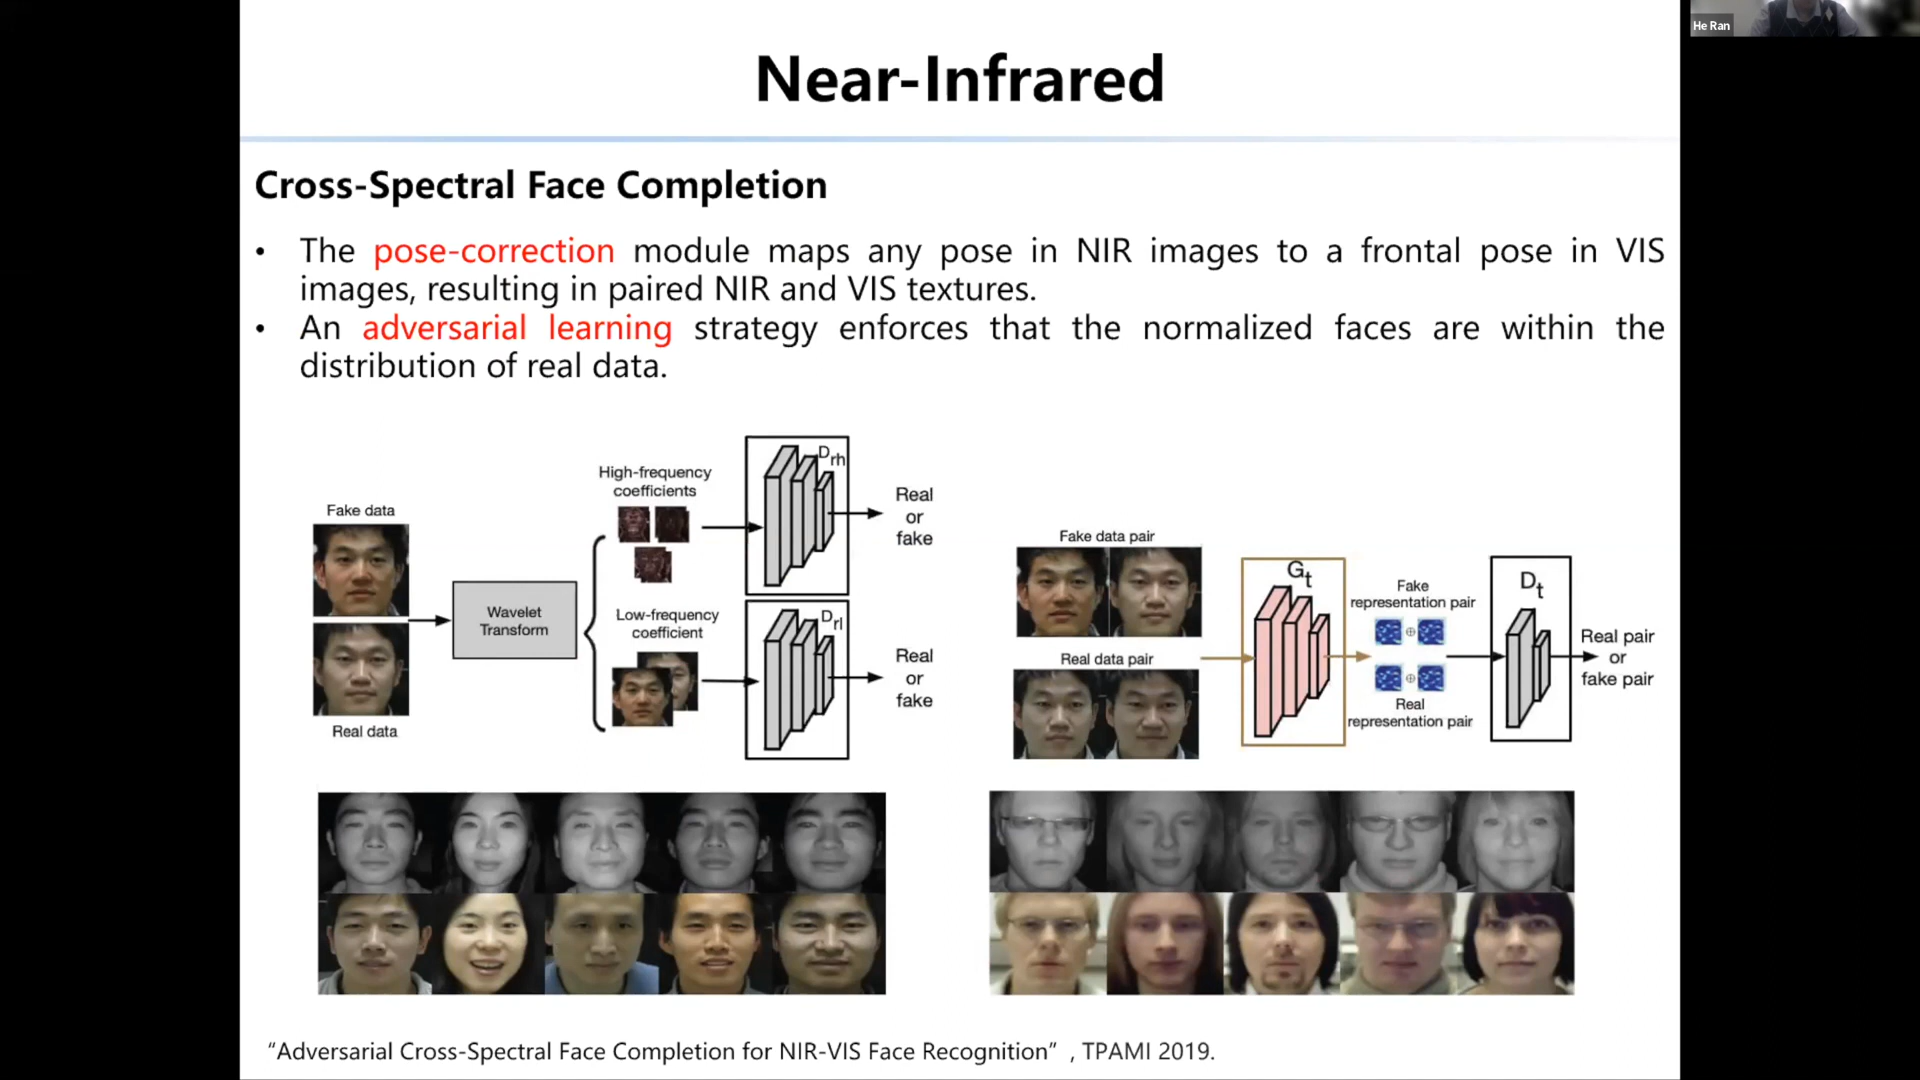 He Ran
Near-Infrared
Cross-Spectral Face Completion
• The pose-correction module maps any pose in NIR images to a frontal pose in VIS
images, resulting in paired NIR and VIS textures.
• An adversarial learning strategy enforces that the normalized faces are within the
distribution of real data.
Fake data
Real data
Wavelet
Transform
High-frequency
coefficients
Low-frequency
coefficient
Drh
Drl
Real
or
fake
Real
or
fake
Fake data pair
Real data pair
Gt
Fake
representation pair
Real
representation pair
Dt
Real pair
or
fake pair
“Adversarial Cross-Spectral Face Completion for NIR-VIS Face Recognition” , TPAMI 2019.